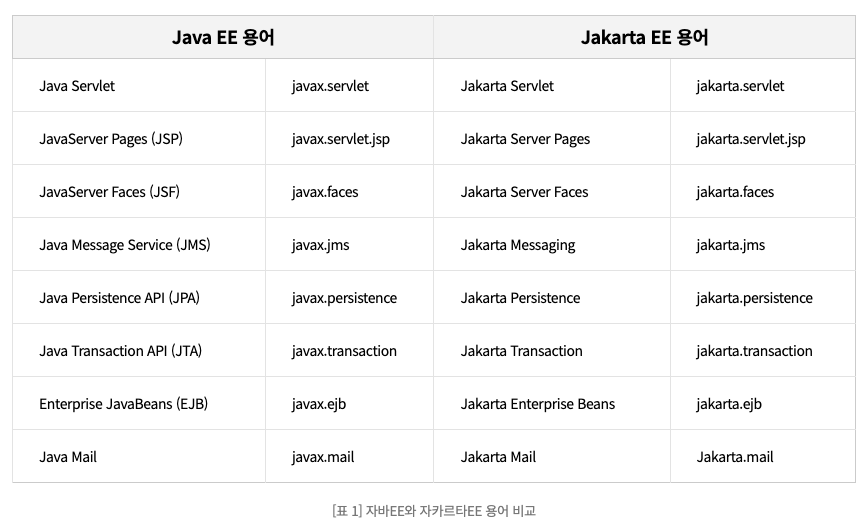 Java EE 용어 Jakarta EE 용어
Java Servlet javax.servlet Jakarta Servlet jakarta.servlet
JavaServer Pages (JSP) javax.servlet.jsp Jakarta Server Pages jakarta.servlet.jsp
JavaServer Faces (JSF) javax.faces Jakarta Server Faces jakarta.faces
Java Message Service (JMS) javax.jms Jakarta Messaging jakarta.jms
Java Persistence API (JPA) javax.persistence Jakarta Persistence jakarta.persistence
Java Transaction API (JTA) javax.transaction Jakarta Transaction jakarta.transaction
Enterprise JavaBeans (EJB) javax.ejb Jakarta Enterprise Beans jakarta.ejb
Java Mail javax.mail Jakarta Mail Jakarta.mail
[표 1] 자바EE와 자카르타EE 용어 비교